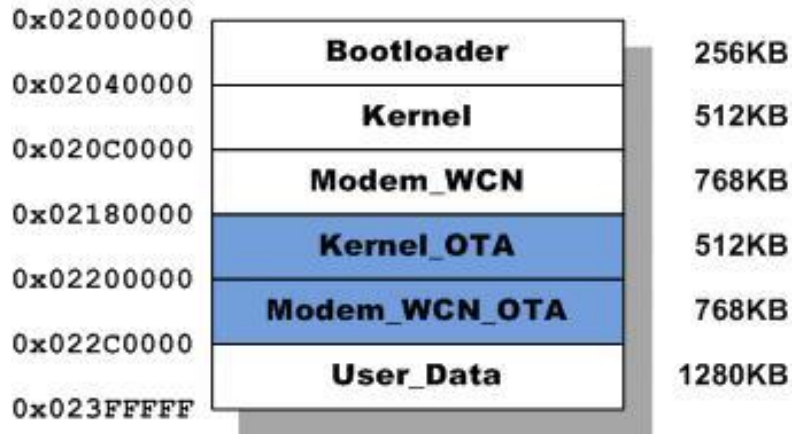 0x02000000
Bootloader 256KB
0x02040000
Kernel 512KB
0x020C0000
Modem_WCN 768KB
0x02180000
Kernel_OTA 512KB
0x02200000
Modem_WCN_OTA 768KB
0x022C0000
User_Data 1280KB
0x023FFFFF